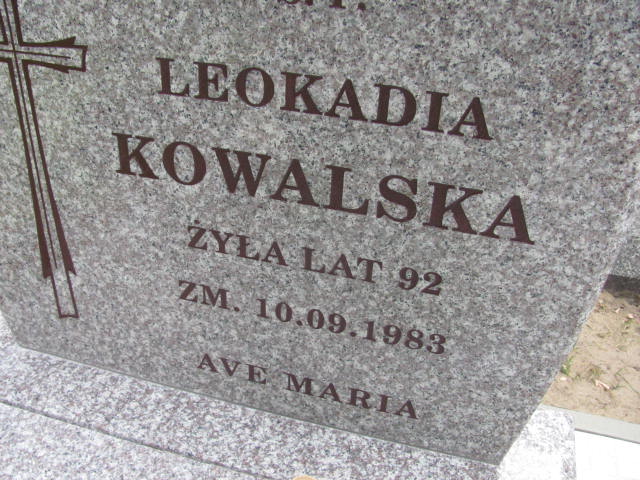 LEOKADIA
KOWALSKA
ŻYŁA LAT 92
ZM. 10.09.1983
AVE MARIA